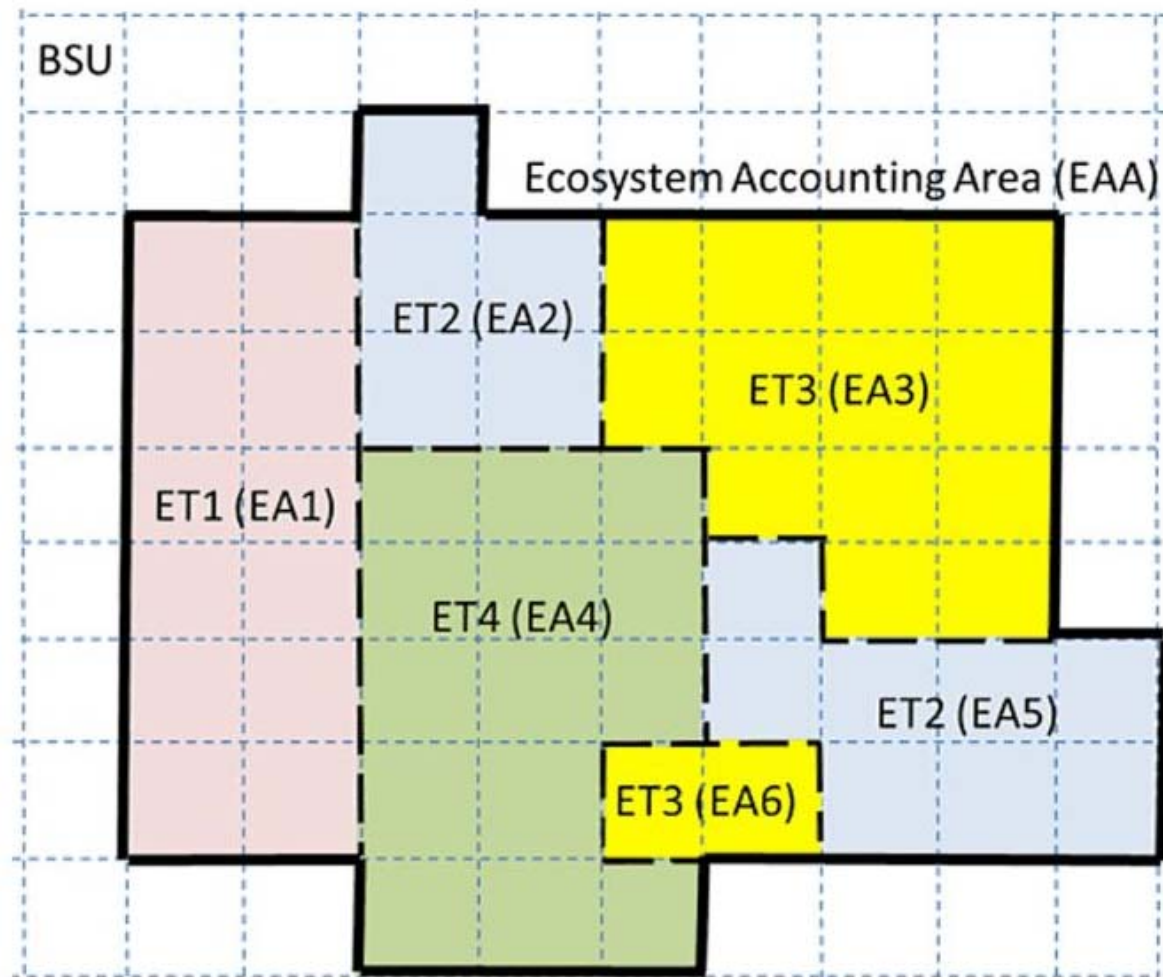 BSU
Ecosystem Accounting Area (EAA)
ET2 (EA2)
ET3 (EA3)
ET1 (EA1)
ET4 (EA4)
ET2 (EA5)
ET3 (EA6)